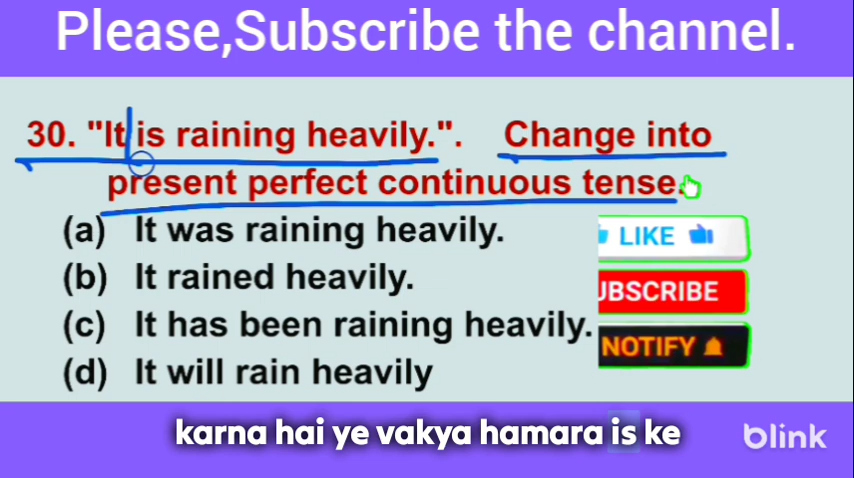 Please,Subscribe the channel.
30. "It is raining heavily.". Change into
present perfect continuous tense.
(a) It was raining heavily.
(b) It rained heavily.
(c) It has been raining heavily.
(d) It will rain heavily
LIKE
UBSCRIBE
NOTIFY
karna hai ye vakya hamara is ke
blink